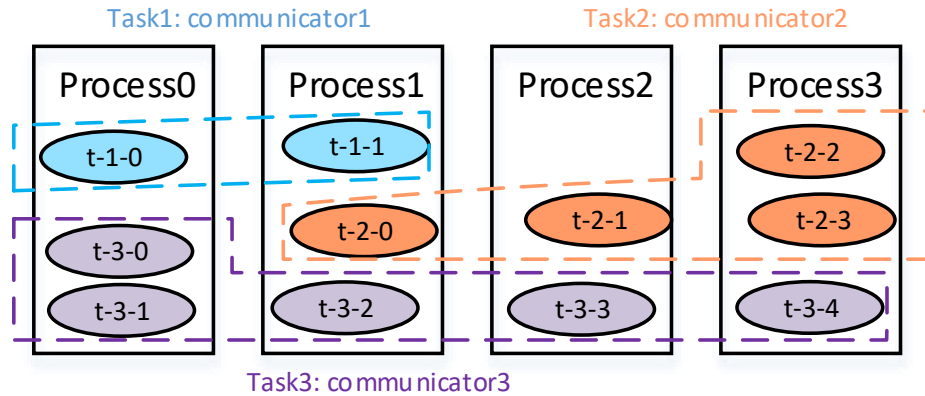 Task1: communicator1
Task2: communicator2
Process0
Process1
Process2
Process3
t-1-0
t-1-1
t-2-2
t-2-0
t-2-1
t-2-3
t-3-0
t-3-1
t-3-2
t-3-3
t-3-4
Task3: communicator3